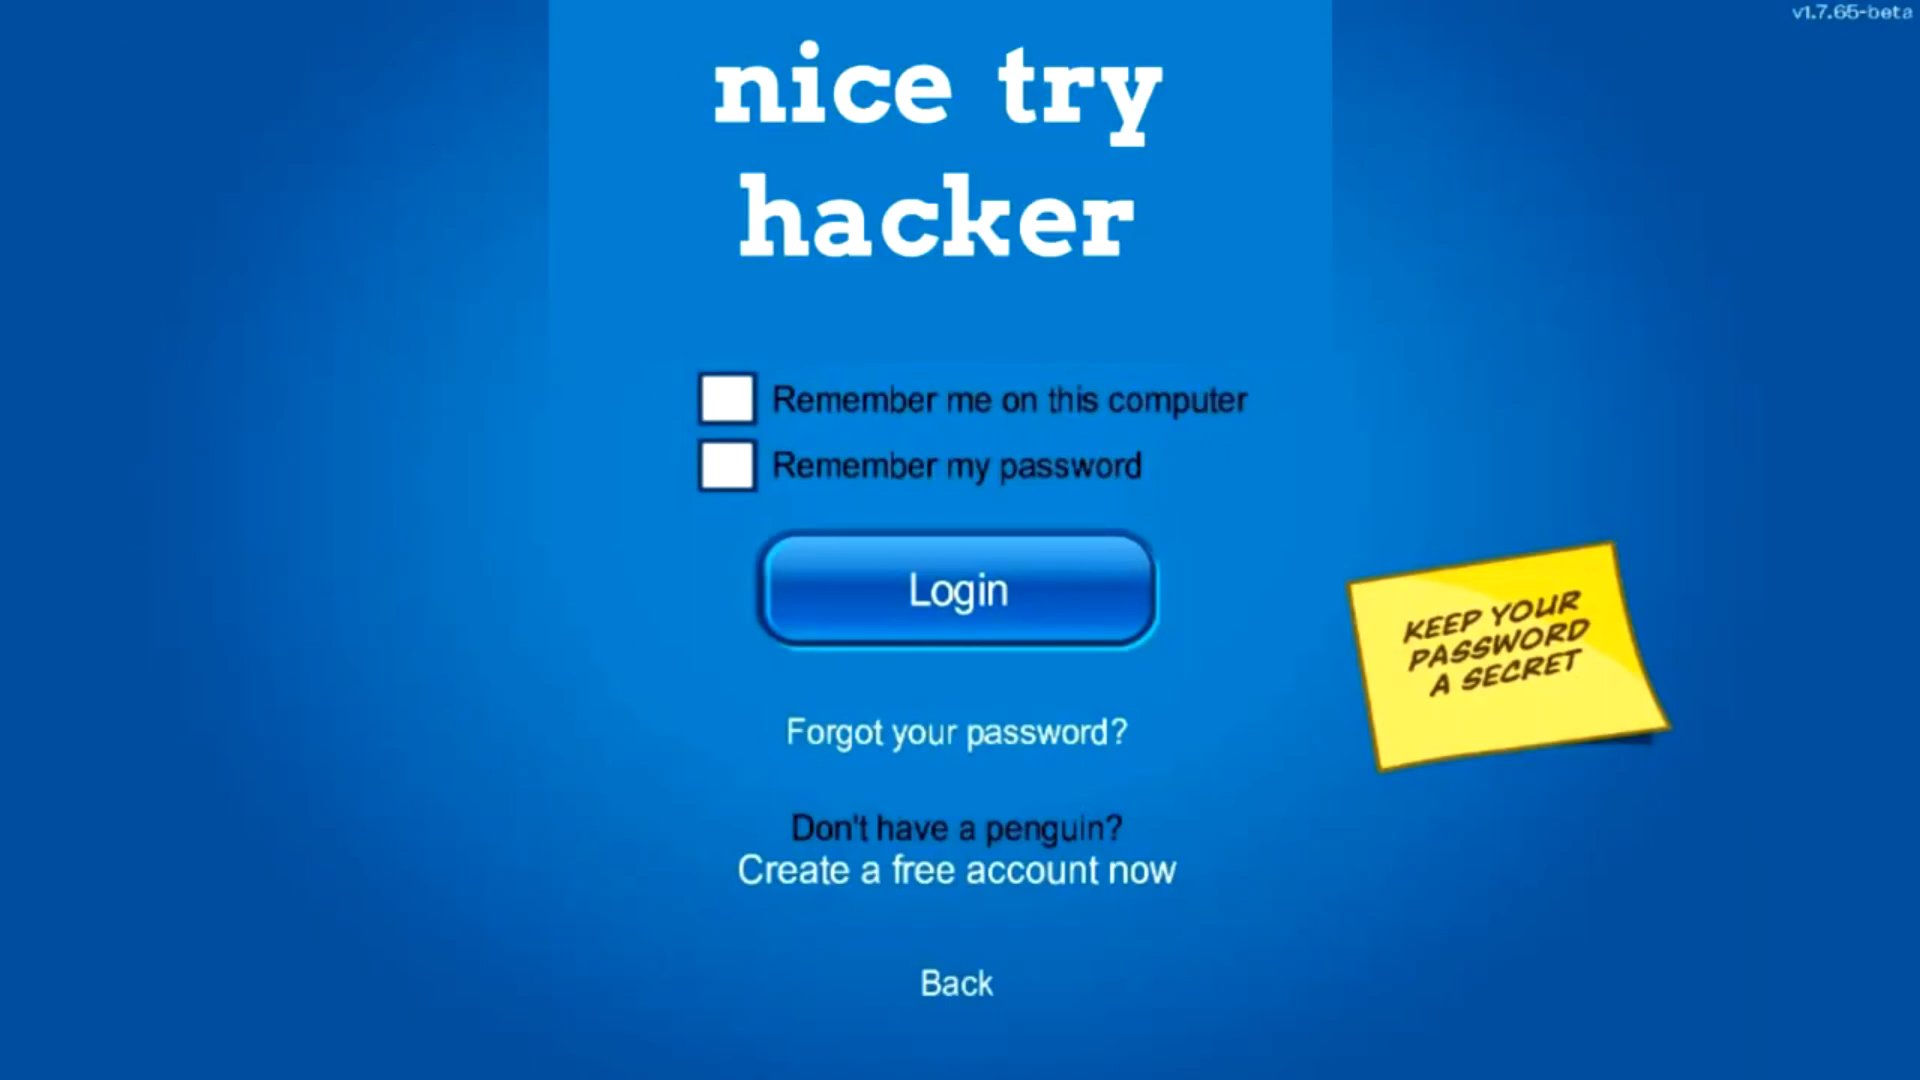 v1.7.65-beta
nice try
hacker
Remember me on this computer
Remember my password
Login
KEEP YOUR
PASSWORD
A SECRET
Forgot your password?
Don't have a penguin?
Create a free account now
Back